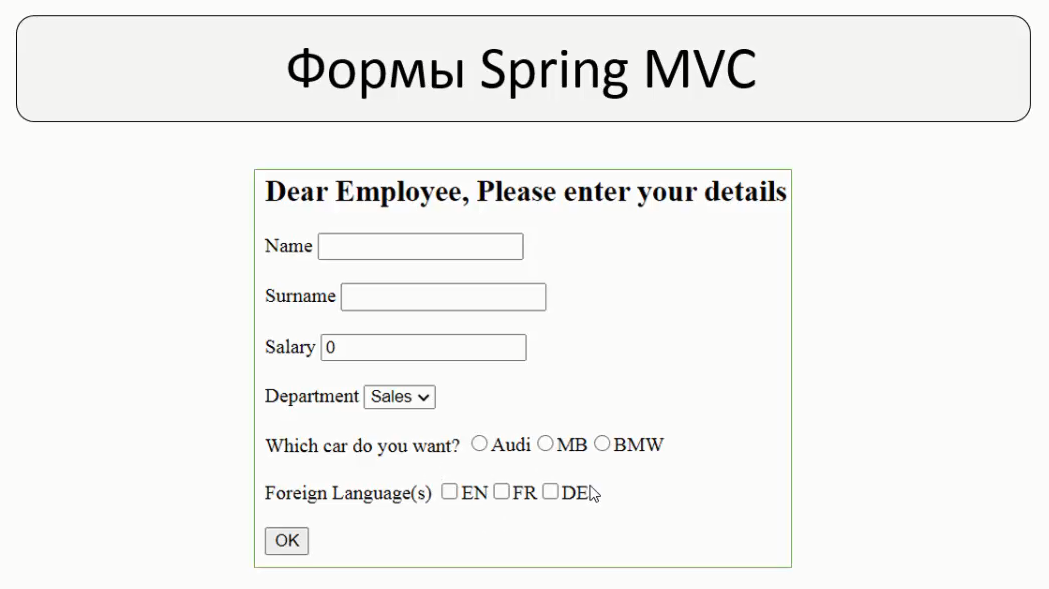 Формы Spring MVC
Dear Employee, Please enter your details
Name
Surname
Salary 0
Department Sales
Which car do you want? Audi MB BMW
Foreign Language(s) EN FR DE
OK